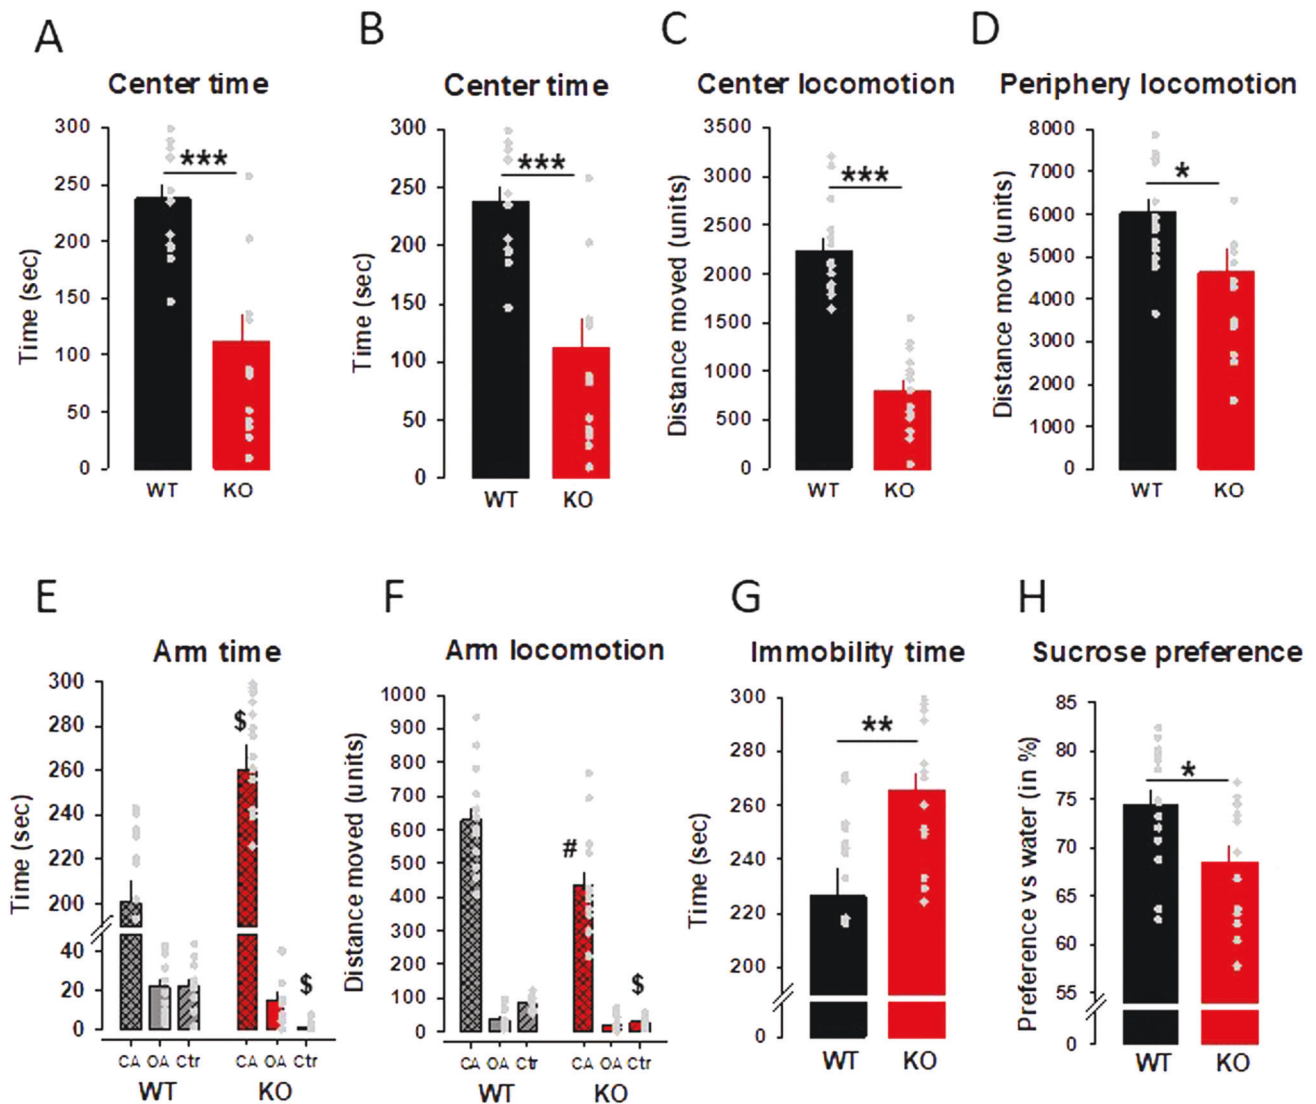 A
Center time
Time (sec)
300
250
200
150
100
50
0
***
WT
KO
B
Center time
Time (sec)
300
250
200
150
100
50
0
***
WT
KO
C
Center locomotion
Distance moved (units)
3500
3000
2500
2000
1500
1000
500
0
***
WT
KO
D
Periphery locomotion
Distance move (units)
8000
7000
6000
5000
4000
3000
2000
1000
0
*
WT
KO
E
Arm time
Time (sec)
300
280
260
240
220
200
40
20
0
$
$
CA OA Ctr
CA OA Ctr
WT
KO
F
Arm locomotion
Distance moved (units)
1000
900
800
700
600
500
400
300
200
100
0
#
$
CA OA Ctr
CA OA Ctr
WT
KO
G
Immobility time
Time (sec)
300
280
260
240
220
200
0
**
WT
KO
H
Sucrose preference
Preference vs water (in %)
85
80
75
70
65
60
55
0
*
WT
KO